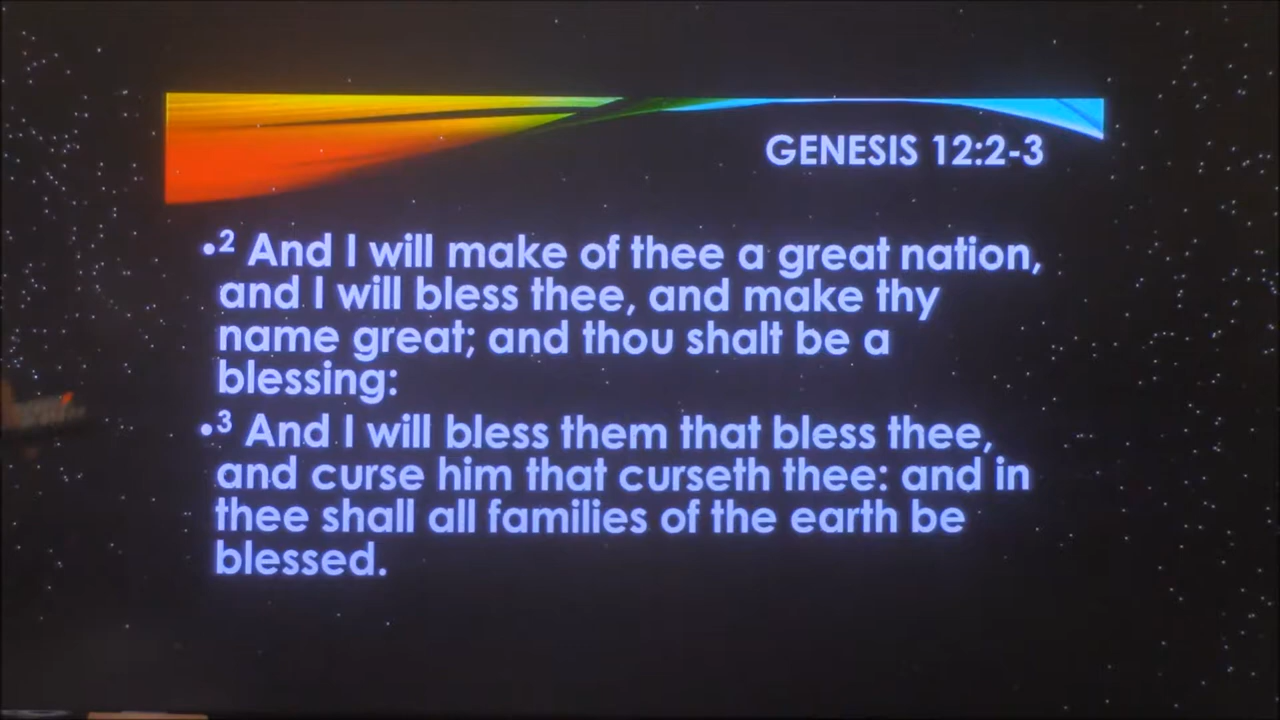 GENESIS 12:2-3
•2 And I will make of thee a great nation,
and I will bless thee, and make thy
name great; and thou shalt be a
blessing:
•3 And I will bless them that bless thee,
and curse him that curseth thee: and in
thee shall all families of the earth be
blessed.